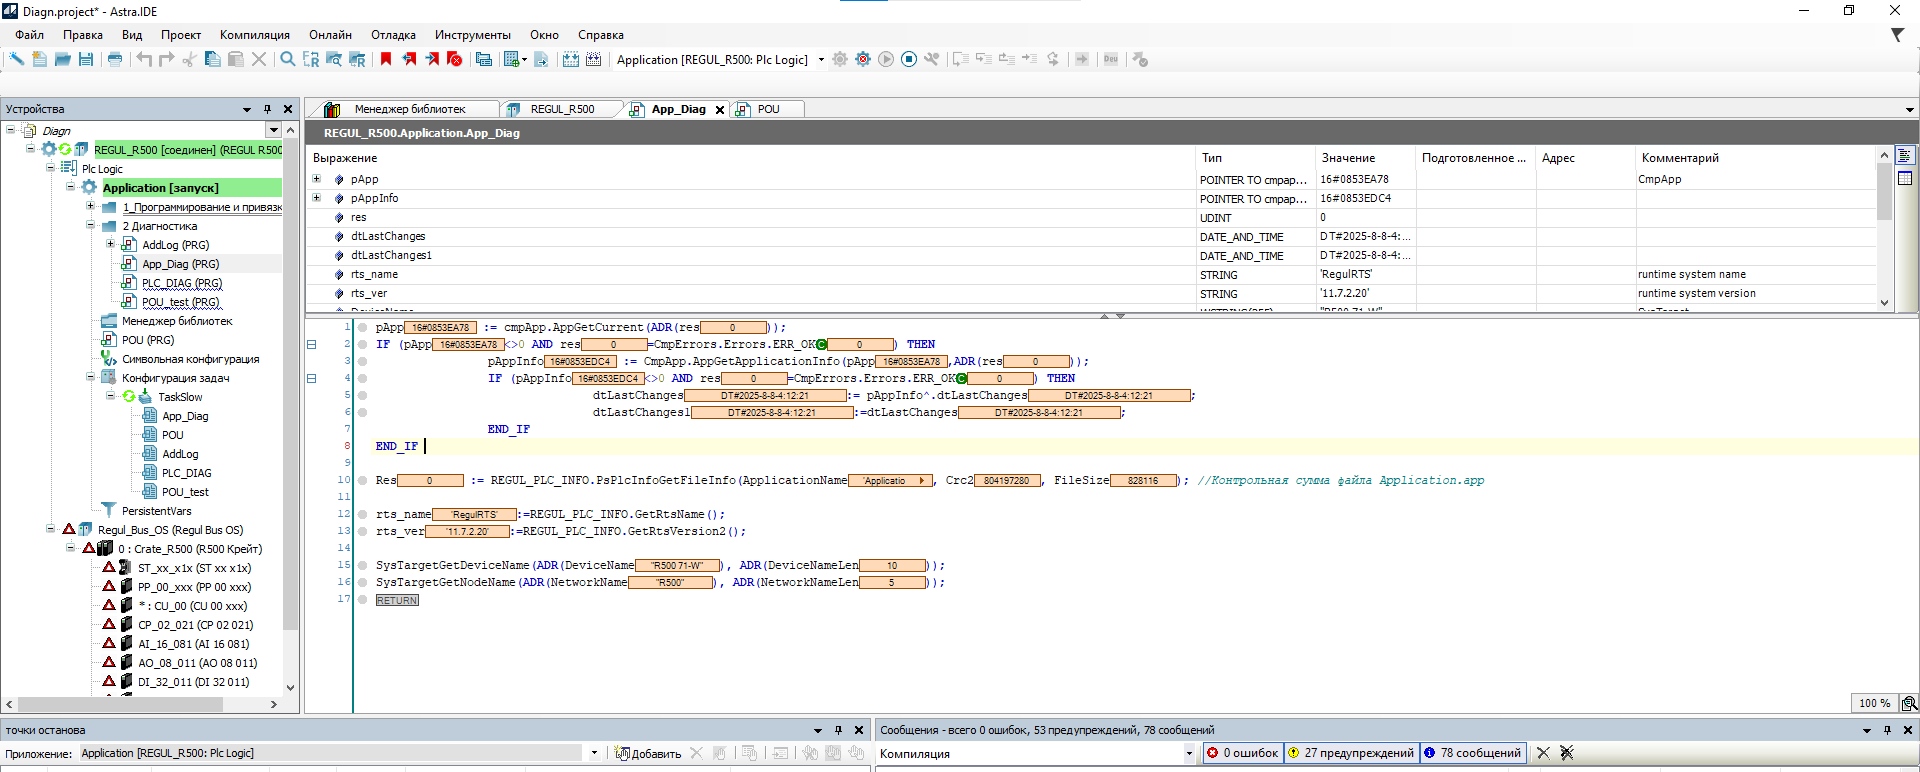 Diagn.project* - Astra.IDE
Файл Правка Вид Проект Компиляция Онлайн Отладка Инструменты Окно Справка
Application [REGUL_R500: Plc Logic]
Устройства
Diagn
REGUL_R500 [соединен] (REGUL R500
Plc Logic
Application [запуск]
1_Программирование и привязк
2 Диагностика
AddLog (PRG)
App_Diag (PRG)
PLC_DIAG (PRG)
POU_test (PRG)
Менеджер библиотек
POU (PRG)
Символьная конфигурация
Конфигурация задач
TaskSlow
App_Diag
POU
AddLog
PLC_DIAG
POU_test
PersistentVars
Regul_Bus_OS (Regul Bus OS)
0 : Crate_R500 (R500 Крейт)
ST_xx_x1x (ST xx x1x)
PP_00_xxx (PP 00 xxx)
* : CU_00 (CU 00 xxx)
CP_02_021 (CP 02 021)
AI_16_081 (AI 16 081)
AO_08_011 (AO 08 011)
DI_32_011 (DI 32 011)
Менеджер библиотек REGUL_R500 App_Diag POU
REGUL_R500.Application.App_Diag
Выражение Тип Значение Подготовленное ... Адрес Комментарий
pApp POINTER TO cmpap... 16#0853EA78 CmpApp
pAppInfo POINTER TO cmpap... 16#0853EDC4
res UDINT 0
dtLastChanges DATE_AND_TIME DT#2025-8-8-4:...
dtLastChanges1 DATE_AND_TIME DT#2025-8-8-4:...
rts_name STRING 'RegulRTS' runtime system name
rts_ver STRING '11.7.2.20' runtime system version
DeviceName WSTRING(255) "R500 71-W" SysTarget
1 pApp 16#0853EA78 := cmpApp.AppGetCurrent(ADR(res 0 ));
2 IF (pApp 16#0853EA78 <>0 AND res 0 =CmpErrors.Errors.ERR_OK C 0 ) THEN
3 pAppInfo 16#0853EDC4 := CmpApp.AppGetApplicationInfo(pApp 16#0853EA78 ,ADR(res 0 ));
4 IF (pAppInfo 16#0853EDC4 <>0 AND res 0 =CmpErrors.Errors.ERR_OK C 0 ) THEN
5 dtLastChanges DT#2025-8-8-4:12:21 := pAppInfo^.dtLastChanges DT#2025-8-8-4:12:21 ;
6 dtLastChanges1 DT#2025-8-8-4:12:21 :=dtLastChanges DT#2025-8-8-4:12:21 ;
7 END_IF
8 END_IF
9
10 Res 0 := REGUL_PLC_INFO.PsPlcInfoGetFileInfo(ApplicationName 'Applicatio , Crc2 804197280 , FileSize 828116 ); //Контрольная сумма файла Application.app
11
12 rts_name 'RegulRTS' :=REGUL_PLC_INFO.GetRtsName();
13 rts_ver '11.7.2.20' :=REGUL_PLC_INFO.GetRtsVersion2();
14
15 SysTargetGetDeviceName(ADR(DeviceName "R500 71-W" ), ADR(DeviceNameLen 10 ));
16 SysTargetGetNodeName(ADR(NetworkName "R500" ), ADR(NetworkNameLen 5 ));
17 RETURN
100 %
точки останова
Приложение: Application [REGUL_R500: Plc Logic] Добавить
Сообщения - всего 0 ошибок, 53 предупреждений, 78 сообщений
Компиляция 0 ошибок 27 предупреждений 78 сообщений